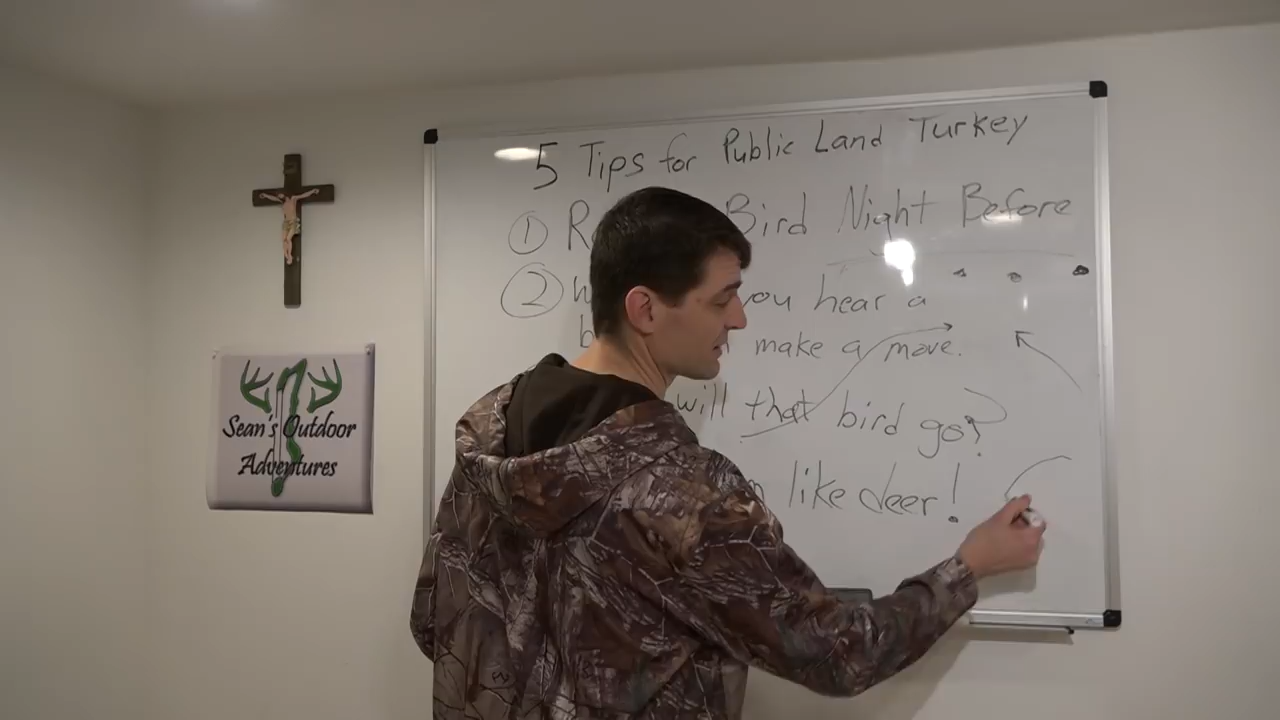 5 Tips for Public Land Turkey
① R Bird Night Before
② W you hear a
b make a move.
will that bird go?
like deer!
Sean's Outdoor
Adventures